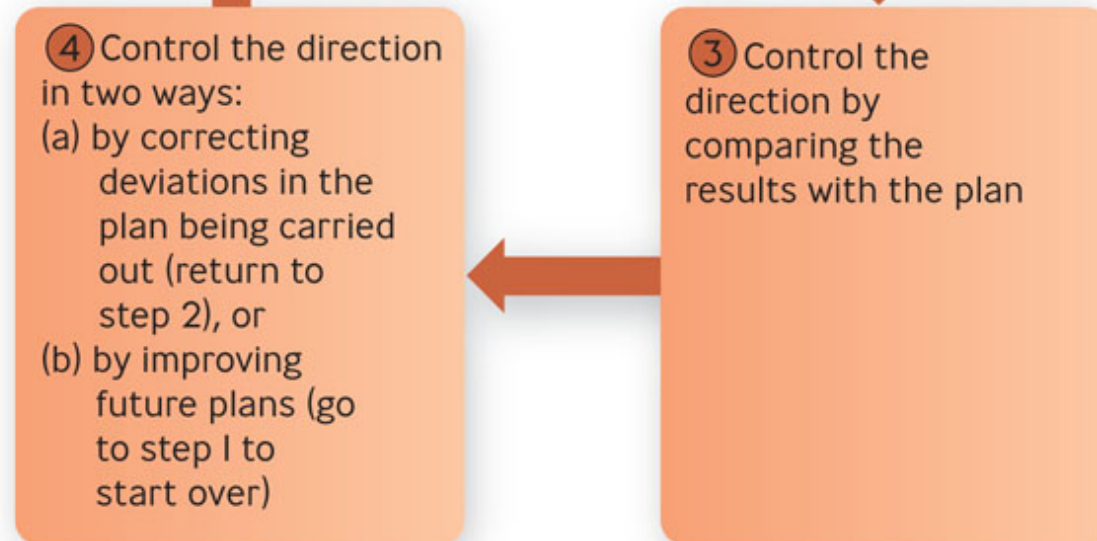 ④ Control the direction
in two ways:
(a) by correcting
deviations in the
plan being carried
out (return to
step 2), or
(b) by improving
future plans (go
to step I to
start over)
③ Control the
direction by
comparing the
results with the plan